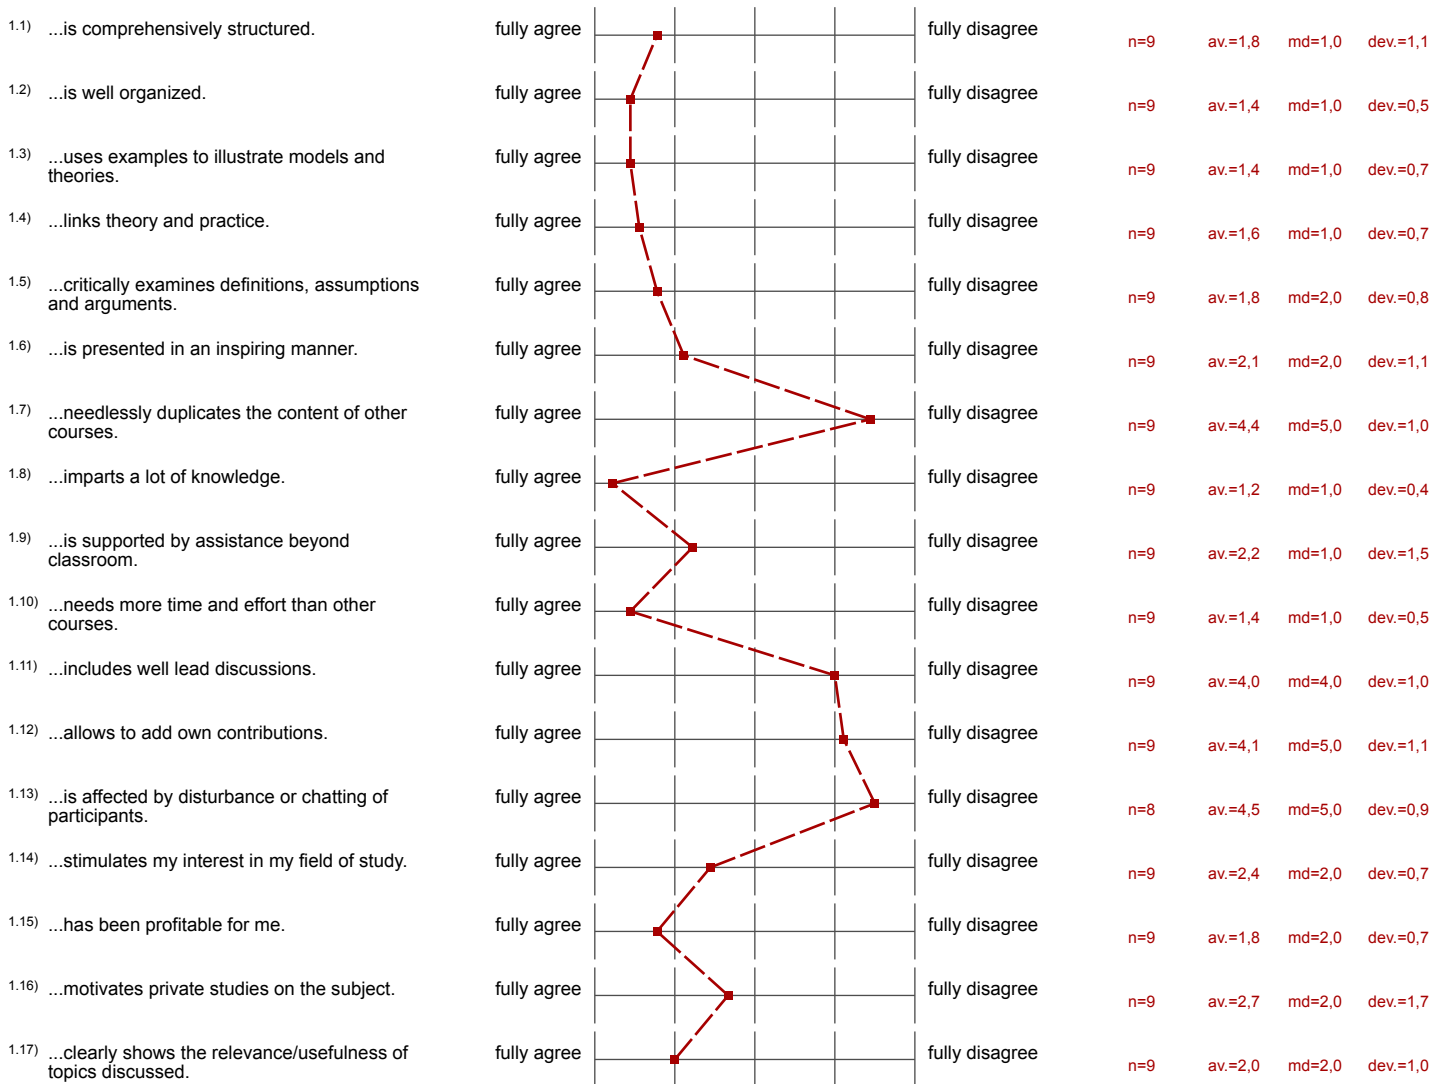 1.1) ...is comprehensively structured. fully agree fully disagree n=9 av.=1,8 md=1,0 dev.=1,1
1.2) ...is well organized. fully agree fully disagree n=9 av.=1,4 md=1,0 dev.=0,5
1.3) ...uses examples to illustrate models and fully agree fully disagree n=9 av.=1,4 md=1,0 dev.=0,7
theories.
1.4) ...links theory and practice. fully agree fully disagree n=9 av.=1,6 md=1,0 dev.=0,7
1.5) ...critically examines definitions, assumptions fully agree fully disagree n=9 av.=1,8 md=2,0 dev.=0,8
and arguments.
1.6) ...is presented in an inspiring manner. fully agree fully disagree n=9 av.=2,1 md=2,0 dev.=1,1
1.7) ...needlessly duplicates the content of other fully agree fully disagree n=9 av.=4,4 md=5,0 dev.=1,0
courses.
1.8) ...imparts a lot of knowledge. fully agree fully disagree n=9 av.=1,2 md=1,0 dev.=0,4
1.9) ...is supported by assistance beyond fully agree fully disagree n=9 av.=2,2 md=1,0 dev.=1,5
classroom.
1.10) ...needs more time and effort than other fully agree fully disagree n=9 av.=1,4 md=1,0 dev.=0,5
courses.
1.11) ...includes well lead discussions. fully agree fully disagree n=9 av.=4,0 md=4,0 dev.=1,0
1.12) ...allows to add own contributions. fully agree fully disagree n=9 av.=4,1 md=5,0 dev.=1,1
1.13) ...is affected by disturbance or chatting of fully agree fully disagree n=8 av.=4,5 md=5,0 dev.=0,9
participants.
1.14) ...stimulates my interest in my field of study. fully agree fully disagree n=9 av.=2,4 md=2,0 dev.=0,7
1.15) ...has been profitable for me. fully agree fully disagree n=9 av.=1,8 md=2,0 dev.=0,7
1.16) ...motivates private studies on the subject. fully agree fully disagree n=9 av.=2,7 md=2,0 dev.=1,7
1.17) ...clearly shows the relevance/usefulness of fully agree fully disagree n=9 av.=2,0 md=2,0 dev.=1,0
topics discussed.